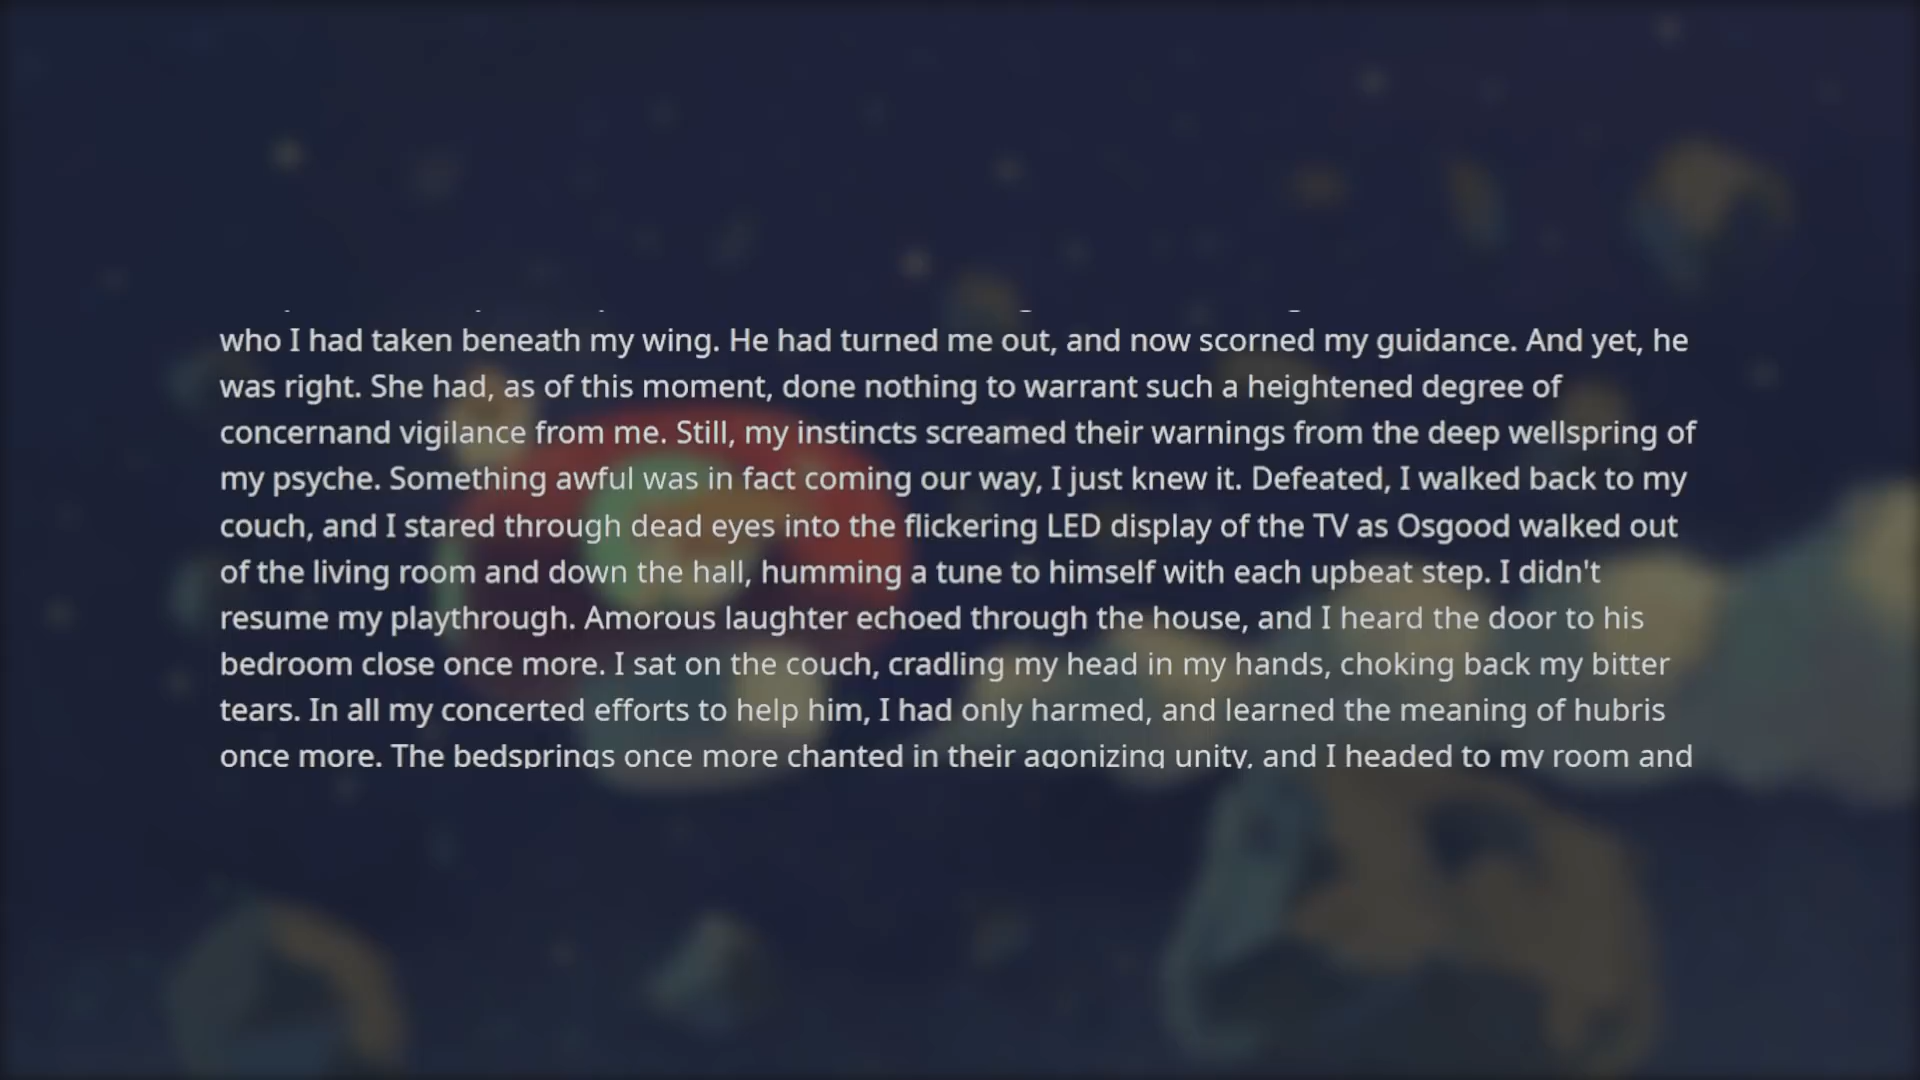 who I had taken beneath my wing. He had turned me out, and now scorned my guidance. And yet, he
was right. She had, as of this moment, done nothing to warrant such a heightened degree of
concernand vigilance from me. Still, my instincts screamed their warnings from the deep wellspring of
my psyche. Something awful was in fact coming our way, I just knew it. Defeated, I walked back to my
couch, and I stared through dead eyes into the flickering LED display of the TV as Osgood walked out
of the living room and down the hall, humming a tune to himself with each upbeat step. I didn't
resume my playthrough. Amorous laughter echoed through the house, and I heard the door to his
bedroom close once more. I sat on the couch, cradling my head in my hands, choking back my bitter
tears. In all my concerted efforts to help him, I had only harmed, and learned the meaning of hubris
once more. The bedsprings once more chanted in their agonizing unity, and I headed to my room and